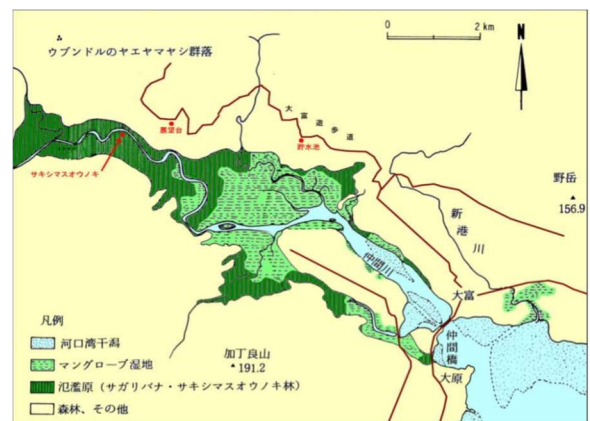 0 2 km
N
ウブンドルのヤエヤマヤシ群落
大富遊歩道
展望台
貯水池
サキシマスオウノキ
野岳
156.9
新港川
仲間川
大富
仲間橋
大原
加丁良山
191.2
凡例
河口湾干潟
マングローブ湿地
氾濫原（サガリバナ・サキシマスオウノキ林）
森林、その他